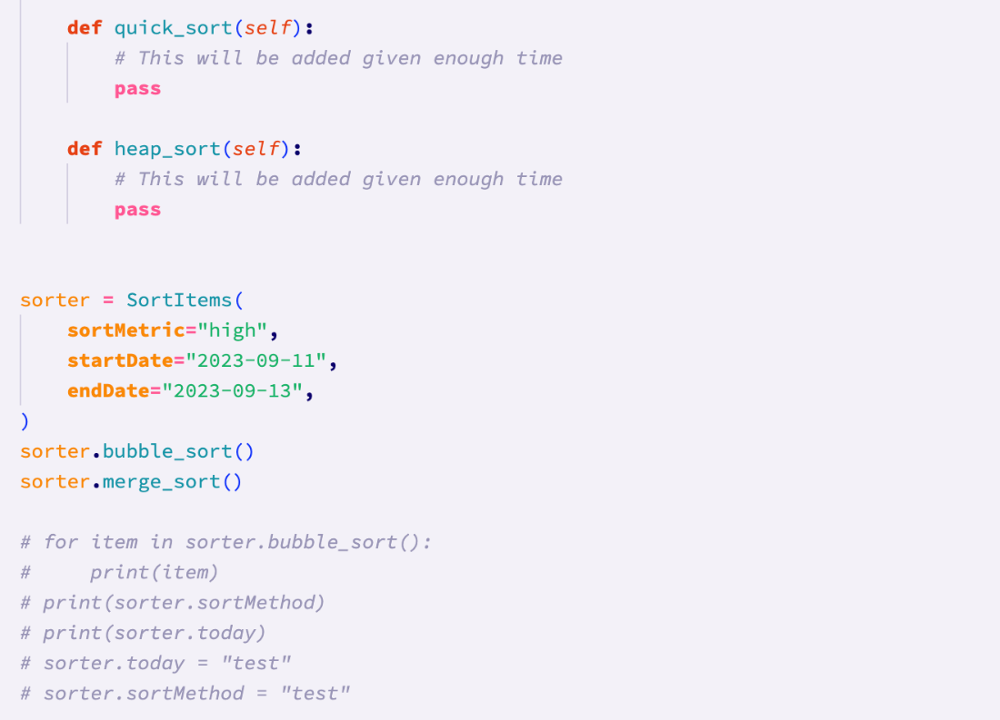 def quick_sort(self):
# This will be added given enough time
pass
def heap_sort(self):
# This will be added given enough time
pass
sorter = SortItems(
sortMetric="high",
startDate="2023-09-11",
endDate="2023-09-13",
)
sorter.bubble_sort()
sorter.merge_sort()
# for item in sorter.bubble_sort():
#     print(item)
# print(sorter.sortMethod)
# print(sorter.today)
# sorter.today = "test"
# sorter.sortMethod = "test"